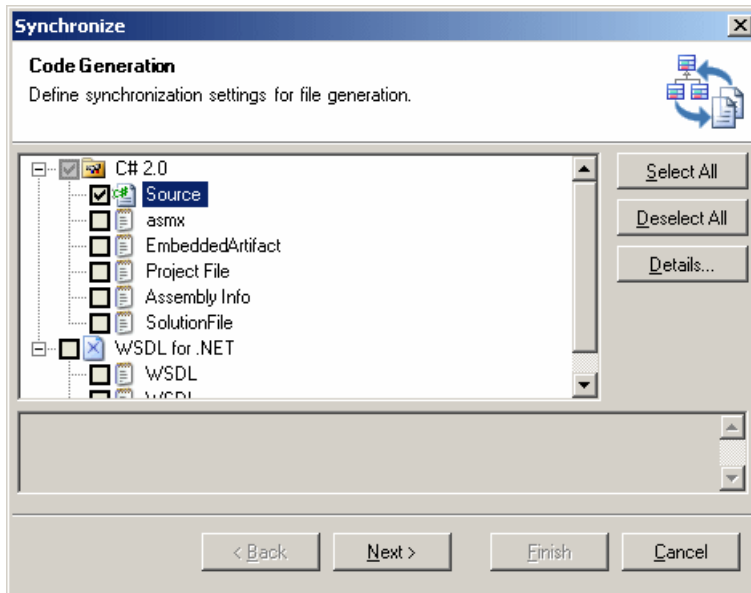 Synchronize
Code Generation
Define synchronization settings for file generation.
C# 2.0
Source
asmx
EmbeddedArtifact
Project File
Assembly Info
SolutionFile
WSDL for .NET
WSDL
WSDL
Select All
Deselect All
Details...
< Back
Next >
Finish
Cancel